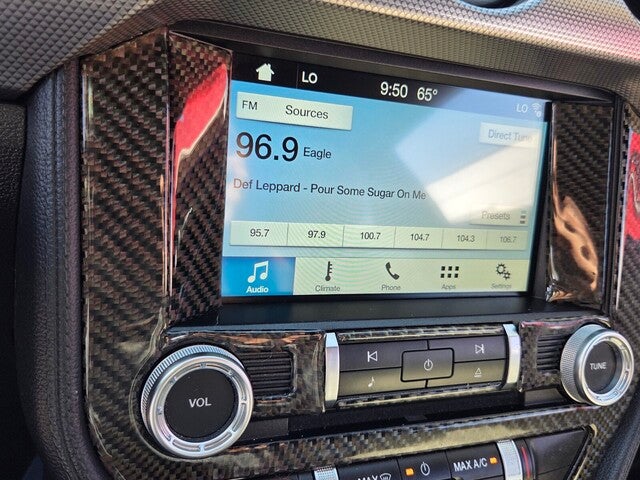 LO 9:50 65° LO
FM Sources
Direct Tune
96.9 Eagle
Def Leppard - Pour Some Sugar On Me
Presets
95.7 97.9 100.7 104.7 104.3 106.7
Audio Climate Phone Apps Settings
VOL
TUNE
MAX
MAX A/C